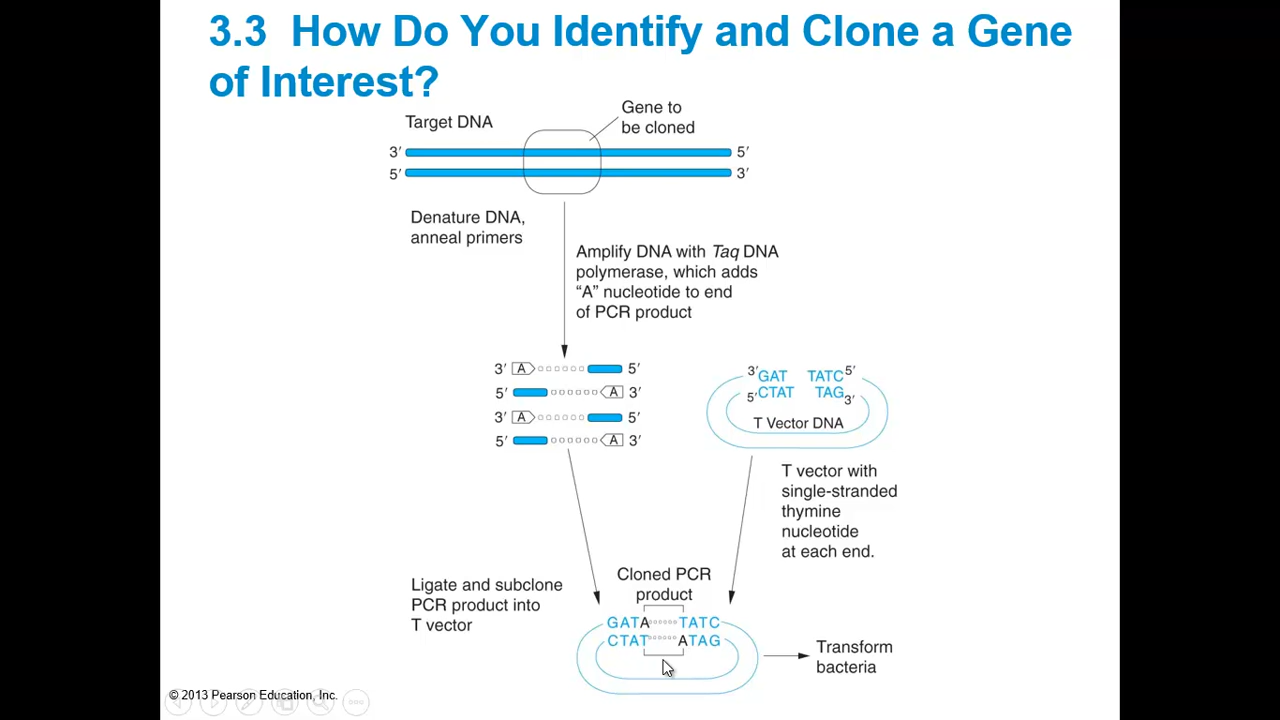 3.3 How Do You Identify and Clone a Gene
of Interest?
Target DNA
Gene to
be cloned
3′ 5′
5′ 3′
Denature DNA,
anneal primers
Amplify DNA with Taq DNA
polymerase, which adds
“A” nucleotide to end
of PCR product
3′ A 5′
5′ A 3′
3′ A 5′
5′ A 3′
3′ GAT TATC 5′
5′ CTAT TAG 3′
T Vector DNA
T vector with
single-stranded
thymine
nucleotide
at each end.
Ligate and subclone
PCR product into
T vector
Cloned PCR
product
GATA TATC
CTAT ATAG
Transform
bacteria
© 2013 Pearson Education, Inc.